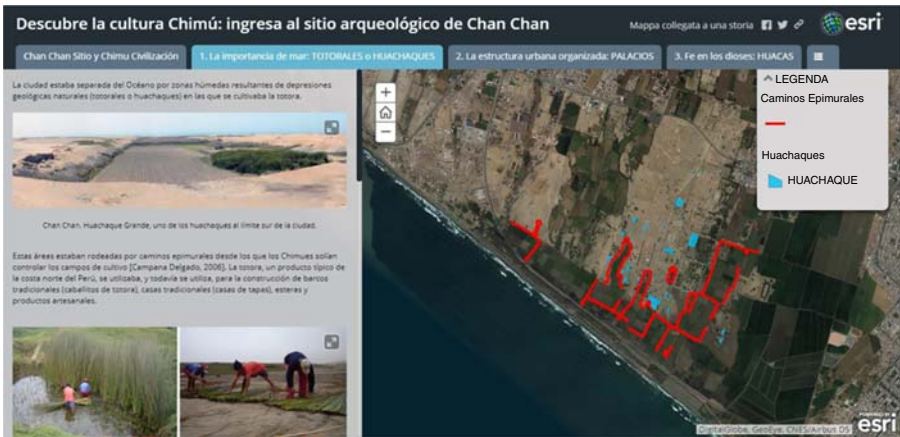 Descubre la cultura Chimú: ingresa al sitio arqueológico de Chan Chan
Mappa collegata a una storia
esri
Chan Chan Sitio y Chimu Civilización
1. La importancia de mar: TOTORALES o HUACHAQUES
2. La estructura urbana organizada: PALACIOS
3. Fe en los dioses: HUACAS
La ciudad estaba separada del Océano por zonas húmedas resultantes de depresiones
geológicas naturales (totorales o huachaques) en las que se cultivaba la totora.
Chan Chan. Huachaque Grande, uno de los huachaques al límite sur de la ciudad.
Estas áreas estaban rodeadas por caminos epimurales desde los que los Chimues solían
controlar los campos de cultivo [Campana Delgado, 2006]. La totora, un producto típico de
la costa norte del Perú, se utilizaba, y todavía se utiliza, para la construcción de barcos
tradicionales (caballitos de totora), casas tradicionales (casas de tapas), esteras y
productos artesanales.
LEGENDA
Caminos Epimurales
Huachaques
HUACHAQUE
DigitalGlobe, GeoEye, CNES/Airbus DS
POWERED BY
esri